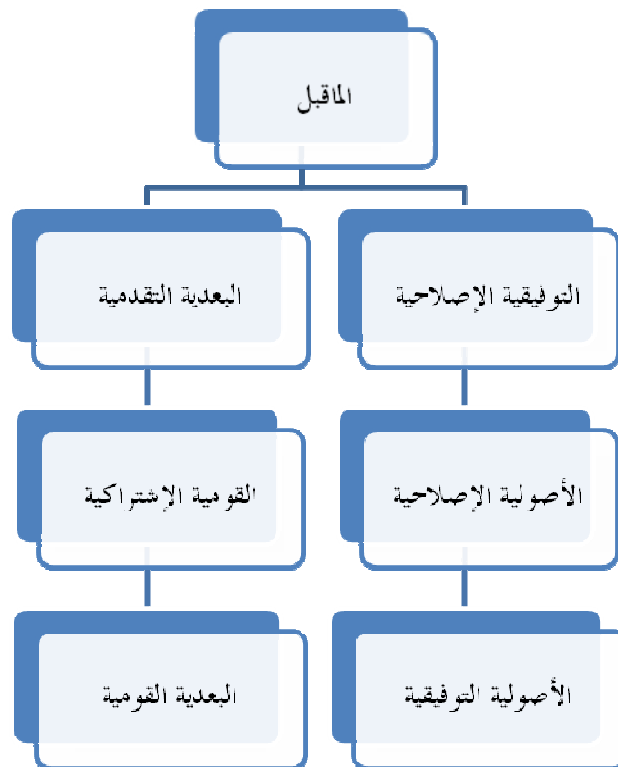 الماقبل
التوفيقية الإصلاحية
البعدية التقدمية
الأصولية الإصلاحية
القومية الإشتراكية
الأصولية التوفيقية
البعدية القومية